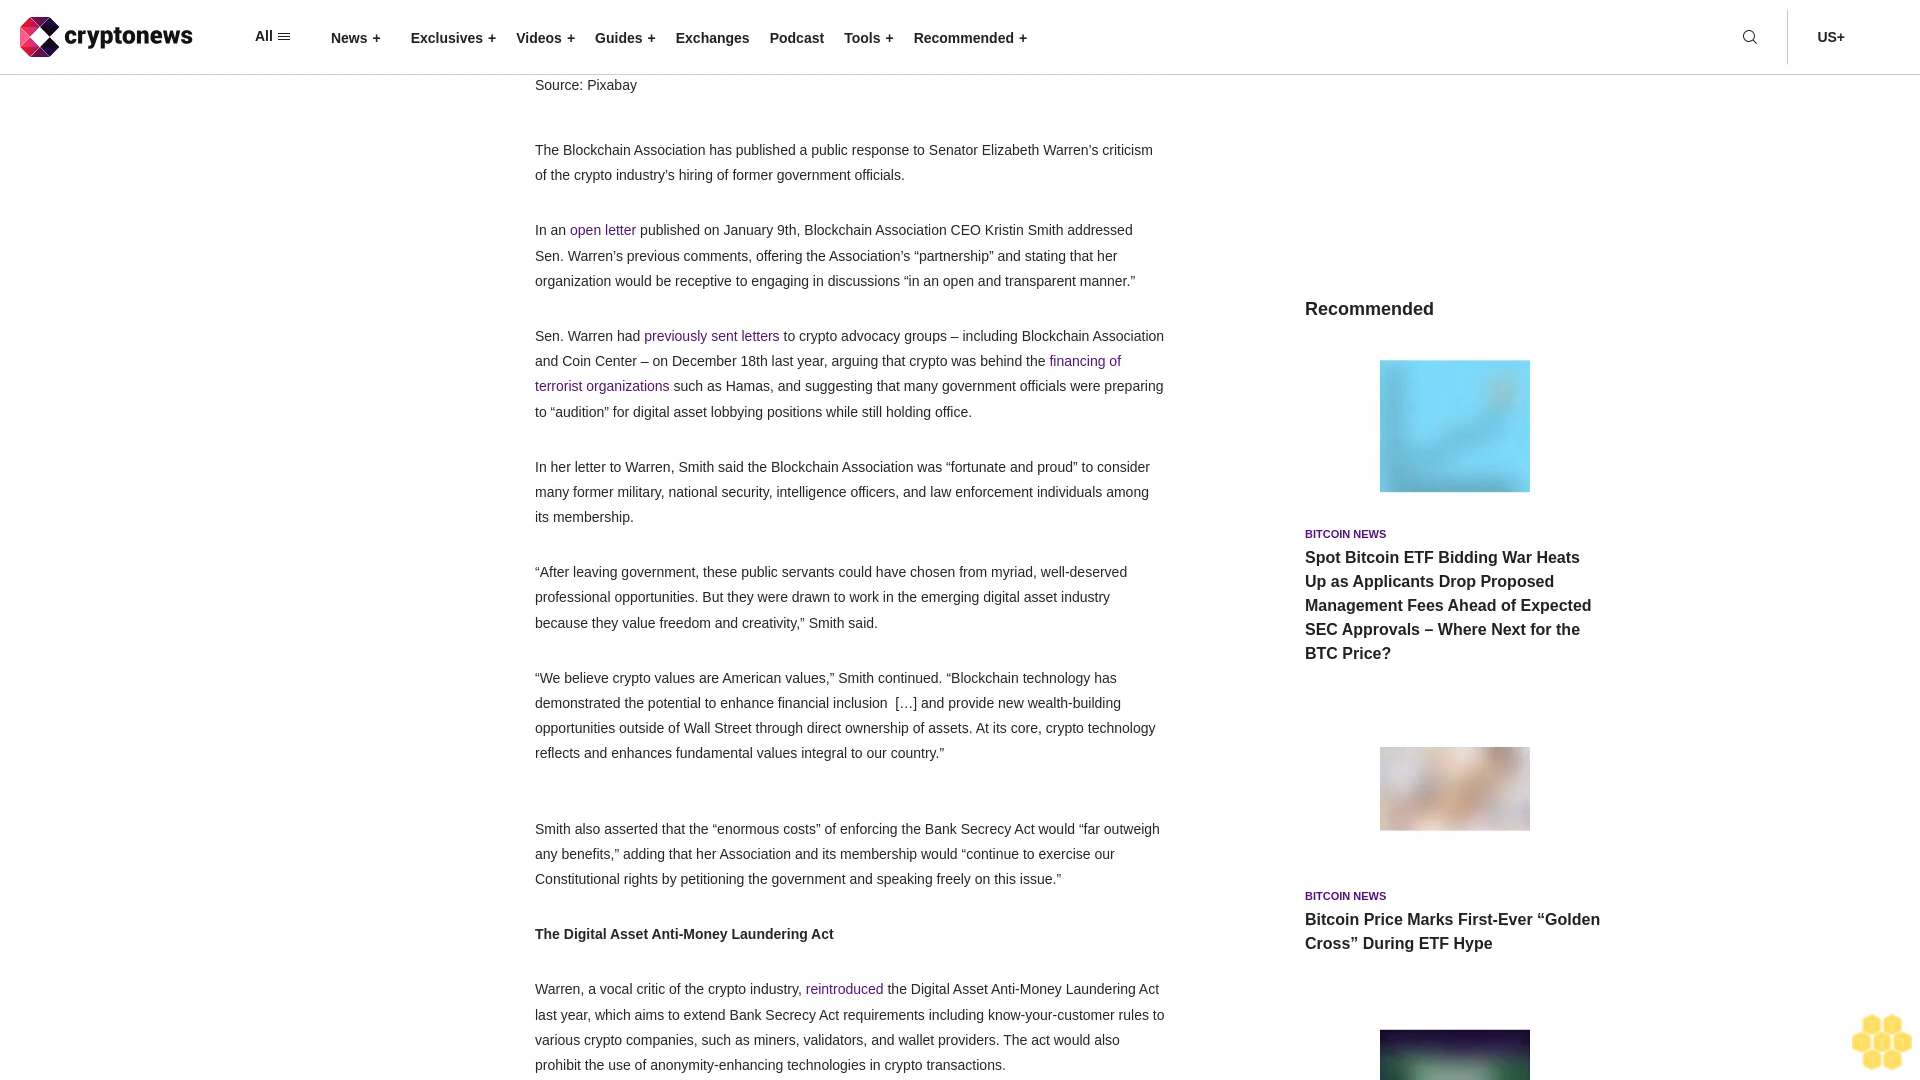 cryptonews
All
News +
Exclusives +
Videos +
Guides +
Exchanges
Podcast
Tools +
Recommended +
US+
Source: Pixabay
The Blockchain Association has published a public response to Senator Elizabeth Warren’s criticism
of the crypto industry’s hiring of former government officials.
In an open letter published on January 9th, Blockchain Association CEO Kristin Smith addressed
Sen. Warren’s previous comments, offering the Association’s “partnership” and stating that her
organization would be receptive to engaging in discussions “in an open and transparent manner.”
Sen. Warren had previously sent letters to crypto advocacy groups – including Blockchain Association
and Coin Center – on December 18th last year, arguing that crypto was behind the financing of
terrorist organizations such as Hamas, and suggesting that many government officials were preparing
to “audition” for digital asset lobbying positions while still holding office.
In her letter to Warren, Smith said the Blockchain Association was “fortunate and proud” to consider
many former military, national security, intelligence officers, and law enforcement individuals among
its membership.
“After leaving government, these public servants could have chosen from myriad, well-deserved
professional opportunities. But they were drawn to work in the emerging digital asset industry
because they value freedom and creativity,” Smith said.
“We believe crypto values are American values,” Smith continued. “Blockchain technology has
demonstrated the potential to enhance financial inclusion  […] and provide new wealth-building
opportunities outside of Wall Street through direct ownership of assets. At its core, crypto technology
reflects and enhances fundamental values integral to our country.”
Smith also asserted that the “enormous costs” of enforcing the Bank Secrecy Act would “far outweigh
any benefits,” adding that her Association and its membership would “continue to exercise our
Constitutional rights by petitioning the government and speaking freely on this issue.”
The Digital Asset Anti-Money Laundering Act
Warren, a vocal critic of the crypto industry, reintroduced the Digital Asset Anti-Money Laundering Act
last year, which aims to extend Bank Secrecy Act requirements including know-your-customer rules to
various crypto companies, such as miners, validators, and wallet providers. The act would also
prohibit the use of anonymity-enhancing technologies in crypto transactions.
Recommended
BITCOIN NEWS
Spot Bitcoin ETF Bidding War Heats
Up as Applicants Drop Proposed
Management Fees Ahead of Expected
SEC Approvals – Where Next for the
BTC Price?
BITCOIN NEWS
Bitcoin Price Marks First-Ever “Golden
Cross” During ETF Hype